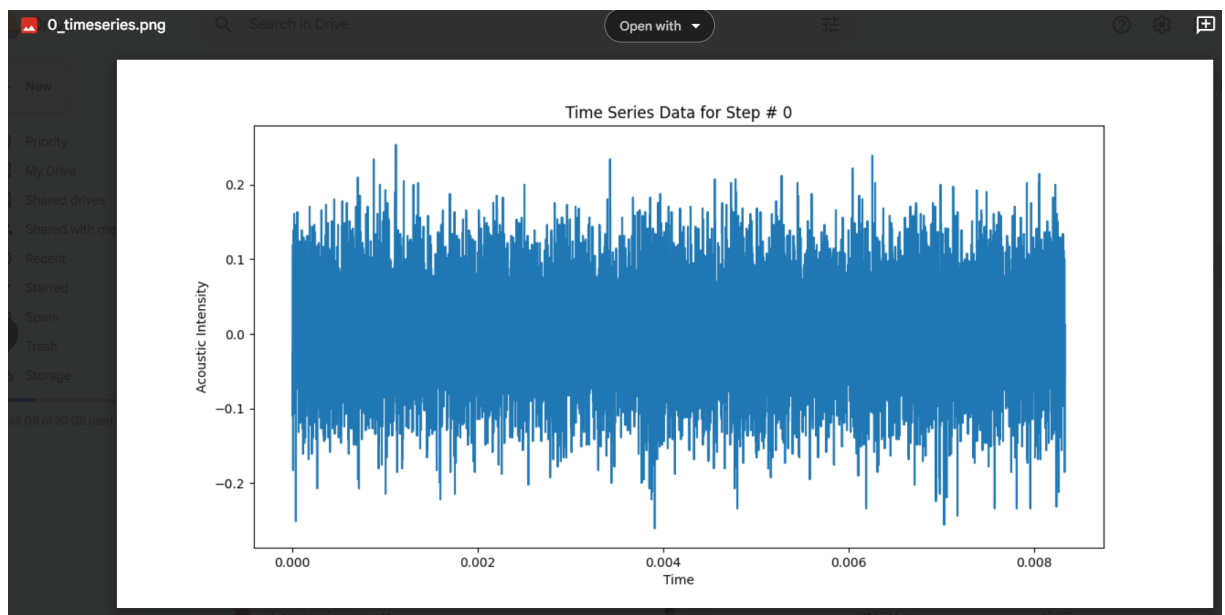 0_timeseries.png
Search in Drive
Open with
New
Priority
My Drive
Shared drives
Shared with me
Recent
Starred
Spam
Trash
Storage
65 GB of 20 GB used
Time Series Data for Step # 0
Acoustic Intensity
0.2
0.1
0.0
−0.1
−0.2
0.000 0.002 0.004 0.006 0.008
Time